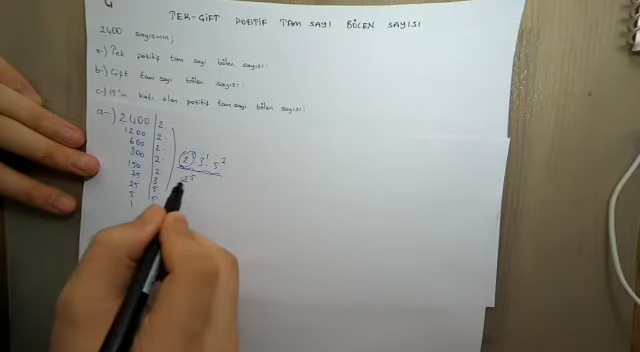 TEK-ÇİFT POZİTİF TAM SAYI BÖLEN SAYISI
2400 sayısının;
a-) Tek pozitif tam sayı bölen sayısı:
b-) Çift tam sayı bölen sayısı:
c-) 15'in katı olan pozitif tam sayı bölen sayısı:
a-) 2400 2
1200 2
600 2
300 2
150 2
75 3
25 5
5 5
1
2⁵ . 3¹ . 5²
2⁵